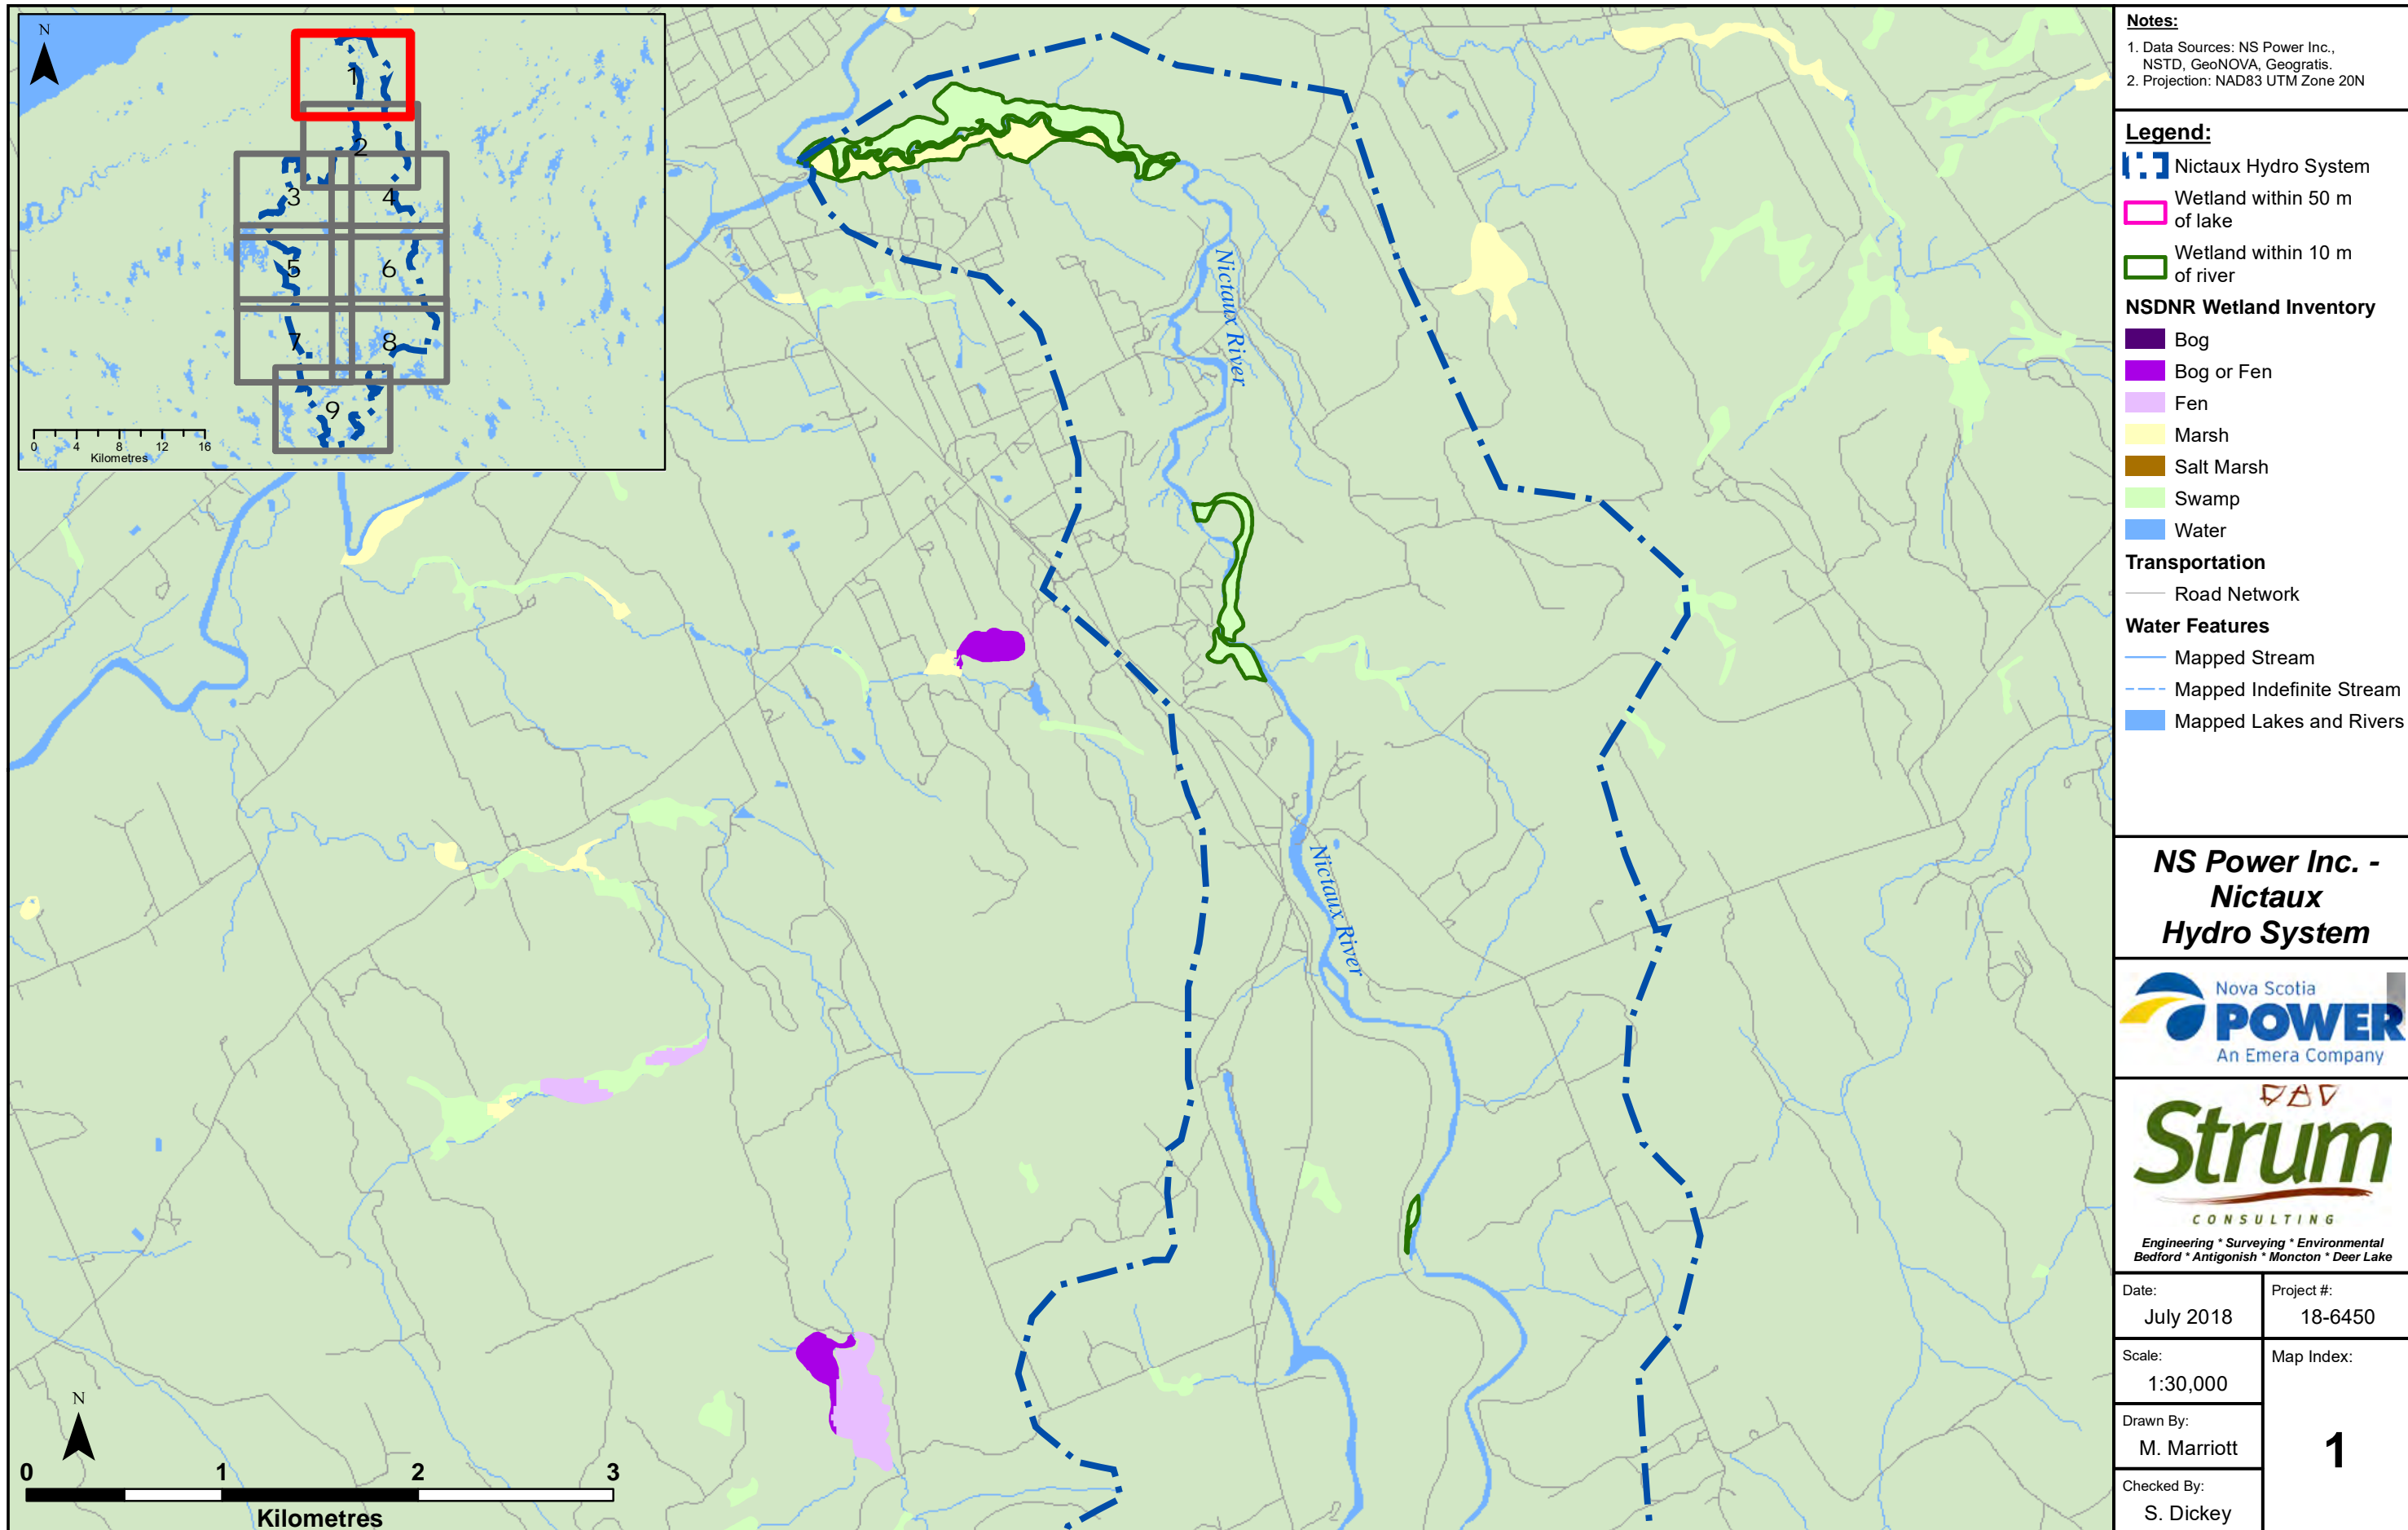 N
1
2
3
4
5
6
7
8
9
0 4 8 12 16
Kilometres
Nictaux River
Nictaux River
N
0 1 2 3
Kilometres
Notes:
1. Data Sources: NS Power Inc.,
NSTD, GeoNOVA, Geogratis.
2. Projection: NAD83 UTM Zone 20N
Legend:
Nictaux Hydro System
Wetland within 50 m
of lake
Wetland within 10 m
of river
NSDNR Wetland Inventory
Bog
Bog or Fen
Fen
Marsh
Salt Marsh
Swamp
Water
Transportation
Road Network
Water Features
Mapped Stream
Mapped Indefinite Stream
Mapped Lakes and Rivers
NS Power Inc. -
Nictaux
Hydro System
Nova Scotia
POWER
An Emera Company
Strum
CONSULTING
Engineering * Surveying * Environmental
Bedford * Antigonish * Moncton * Deer Lake
Date:
July 2018
Project #:
18-6450
Scale:
1:30,000
Map Index:
1
Drawn By:
M. Marriott
Checked By:
S. Dickey